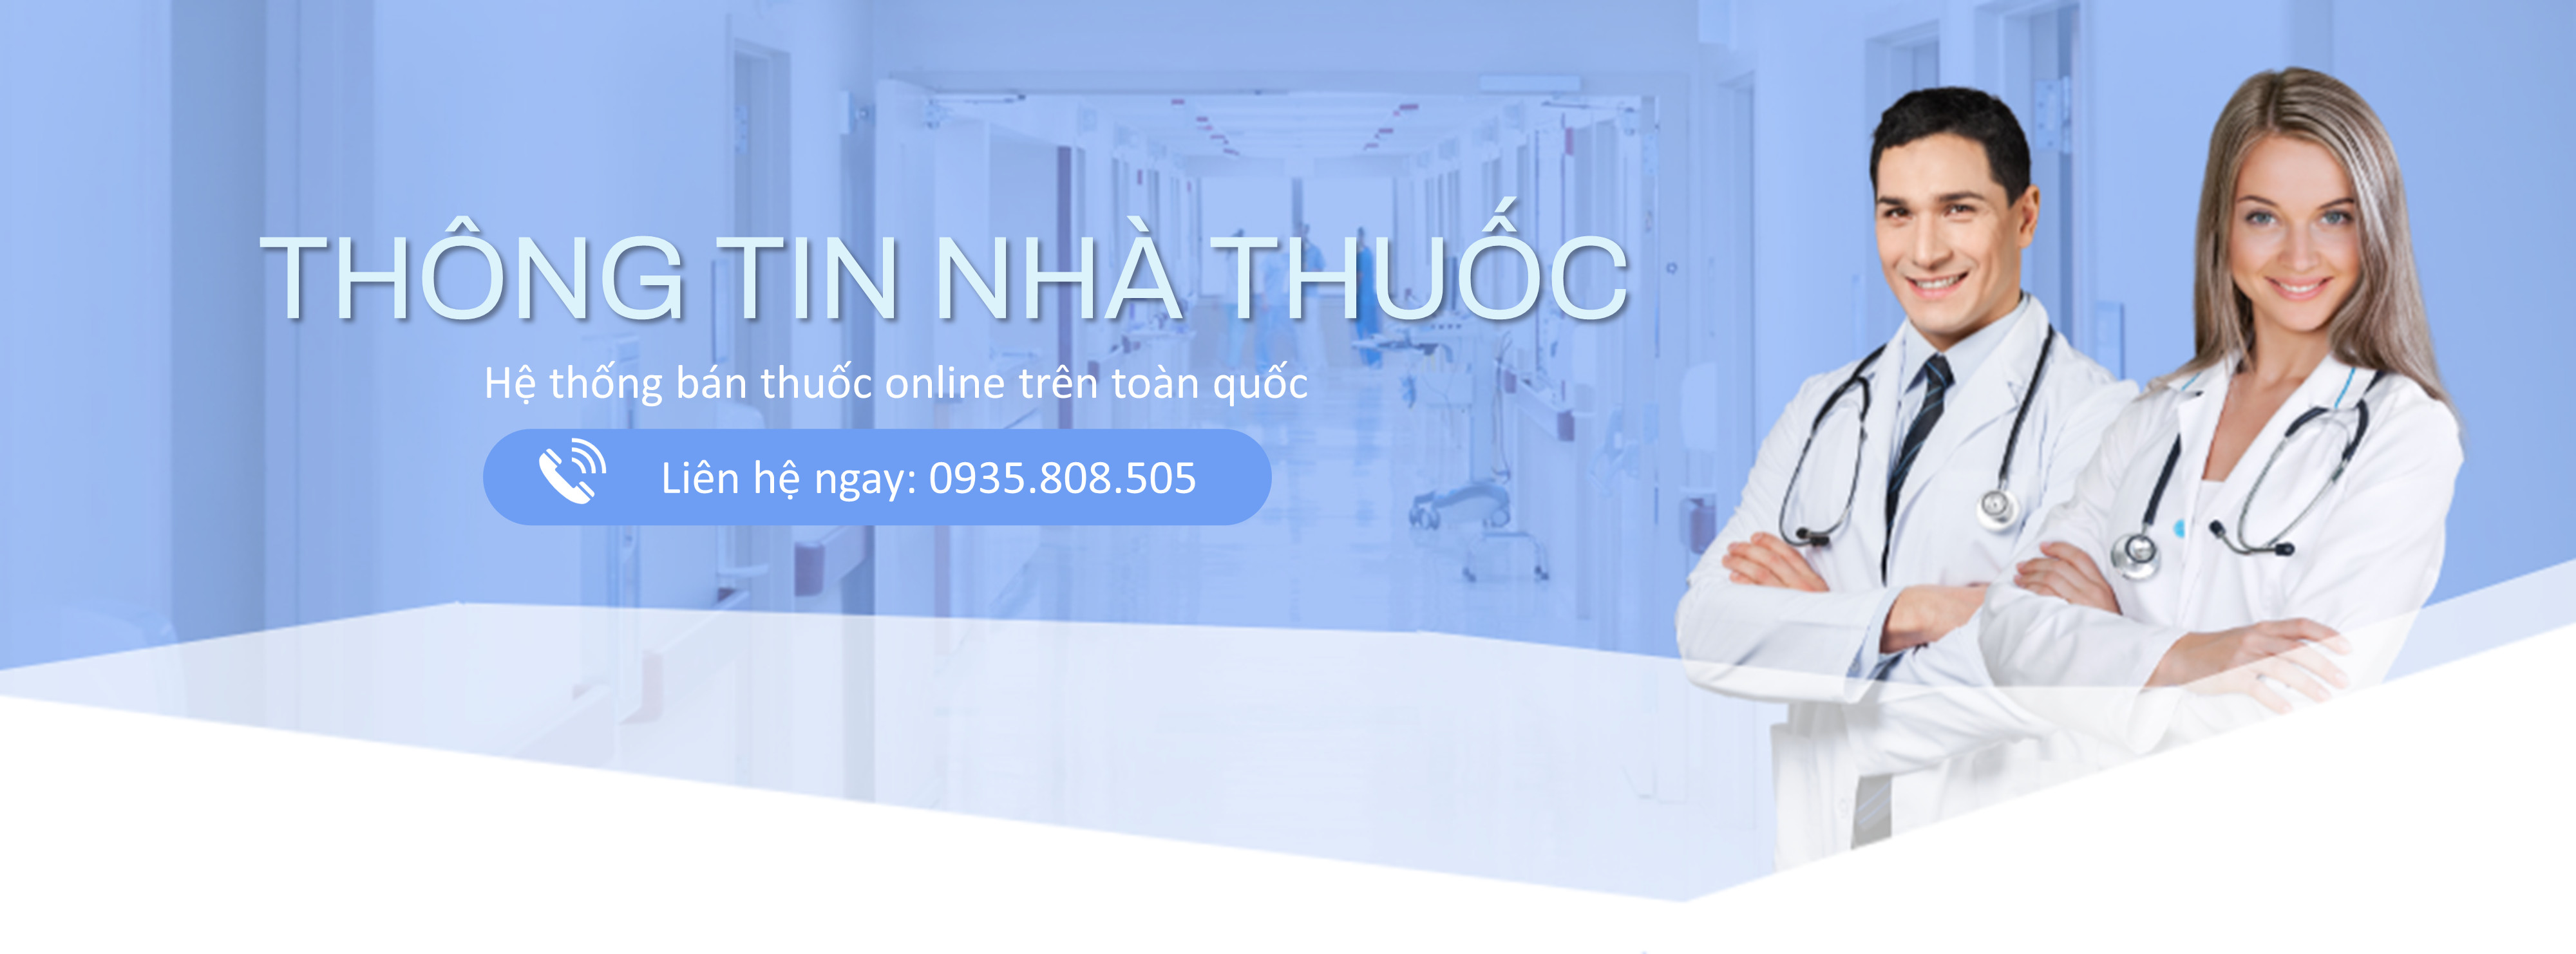 THÔNG TIN NHÀ THUỐC
Hệ thống bán thuốc online trên toàn quốc
Liên hệ ngay: 0935.808.505